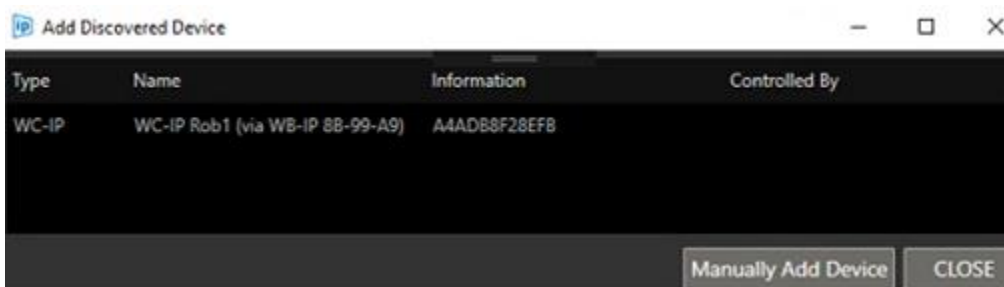 ip Add Discovered Device
Type Name Information Controlled By
WC-IP WC-IP Rob1 (via WB-IP 8B-99-A9) A4ADB8F28EFB
Manually Add Device CLOSE